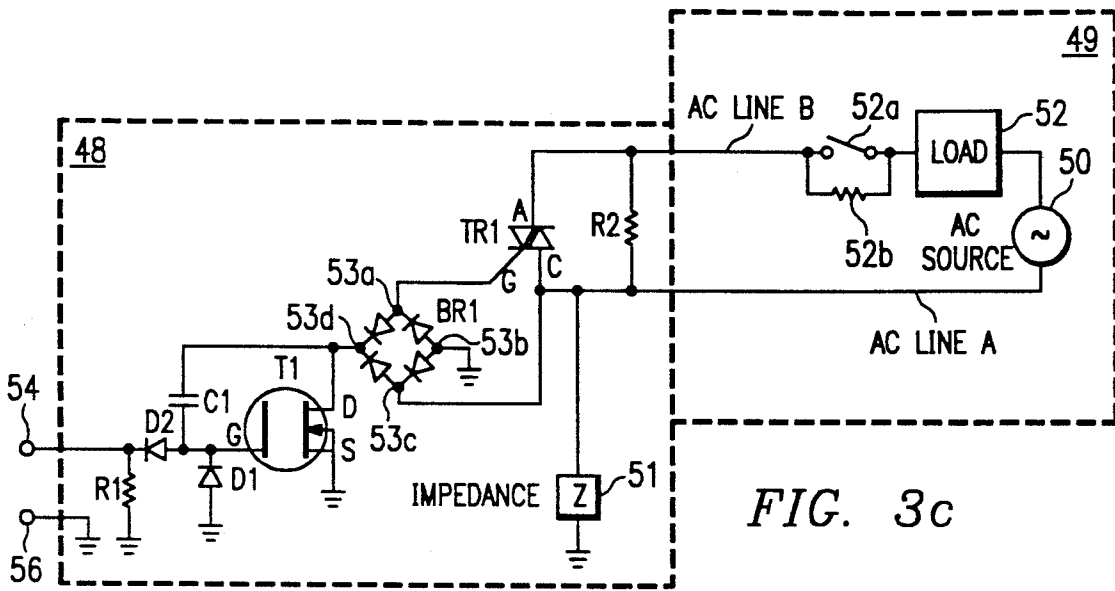 49
AC LINE B
52a
52
LOAD
50
48
52b
AC
SOURCE
~
A
TR1
R2
G
C
53a
BR1
53d
53b
AC LINE A
T1
54
C1
D
D2
G
53c
S
R1
D1
IMPEDANCE
Z
51
56
FIG. 3c